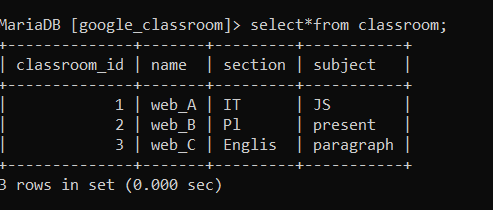 MariaDB [google_classroom]> select*from classroom;
+--------------+-------+---------+-----------+
| classroom_id | name  | section | subject   |
+--------------+-------+---------+-----------+
|            1 | web_A | IT      | JS        |
|            2 | web_B | Pl      | present   |
|            3 | web_C | Englis  | paragraph |
+--------------+-------+---------+-----------+
3 rows in set (0.000 sec)